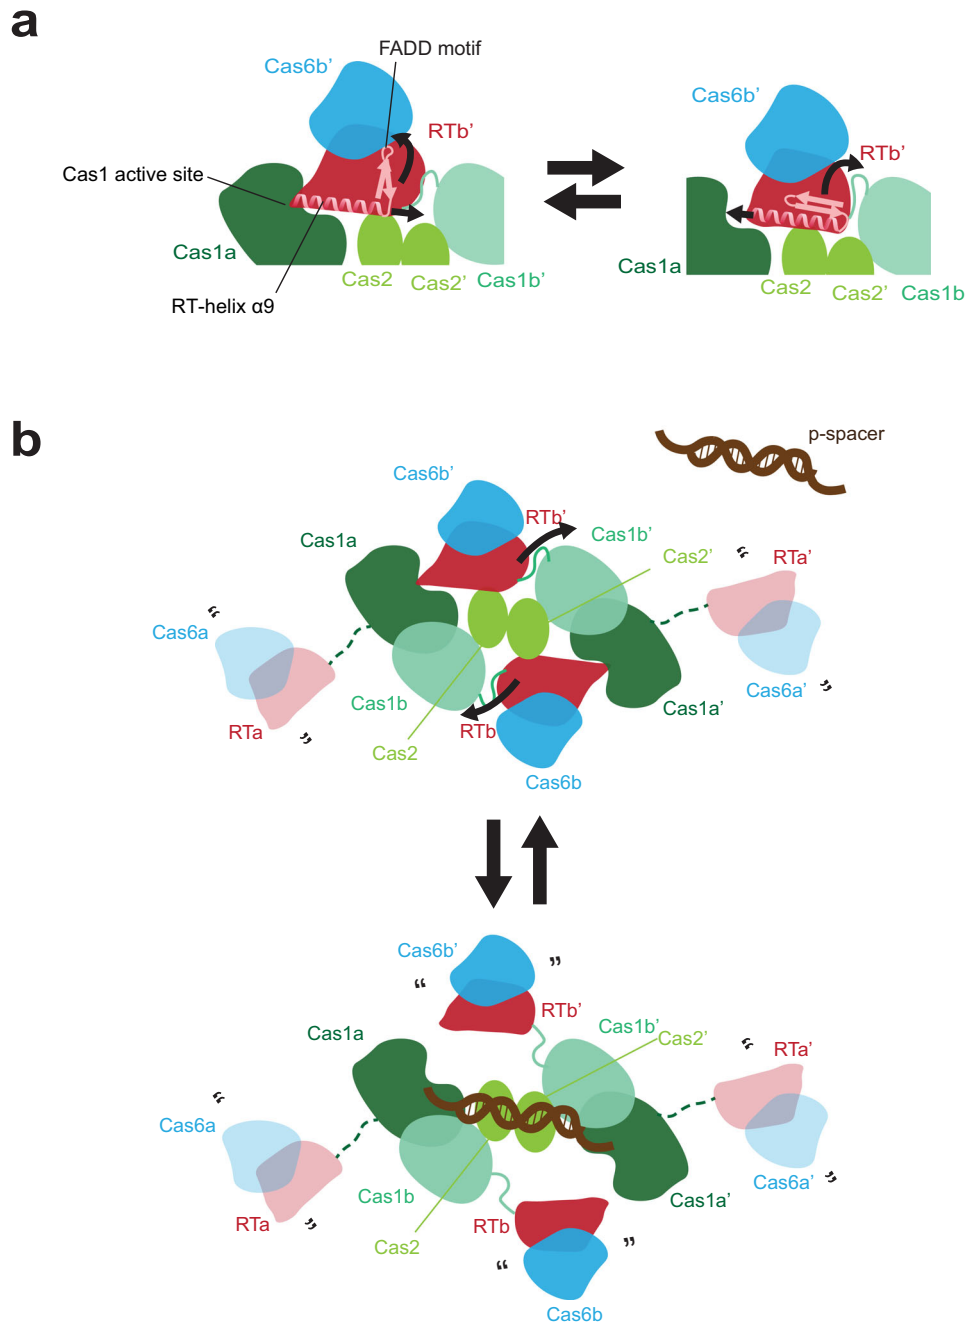 a
FADD motif
Cas6b’
RTb’
Cas1 active site
Cas1a
Cas2
Cas2’
Cas1b’
RT-helix α9
Cas6b’
RTb’
Cas1a
Cas2
Cas2’
Cas1b
b
p-spacer
Cas6b’
RTb’
Cas1b’
Cas1a
Cas2’
“
RTa’
“
Cas6a
Cas6a’
”
Cas1b
Cas1a’
RTa
”
RTb
Cas2
Cas6b
Cas6b’
”
“
RTb’
Cas1a
Cas1b’
Cas2’
“
RTa’
“
Cas6a
Cas6a’
”
Cas1b
Cas1a’
RTa
”
RTb
Cas2
”
“
Cas6b